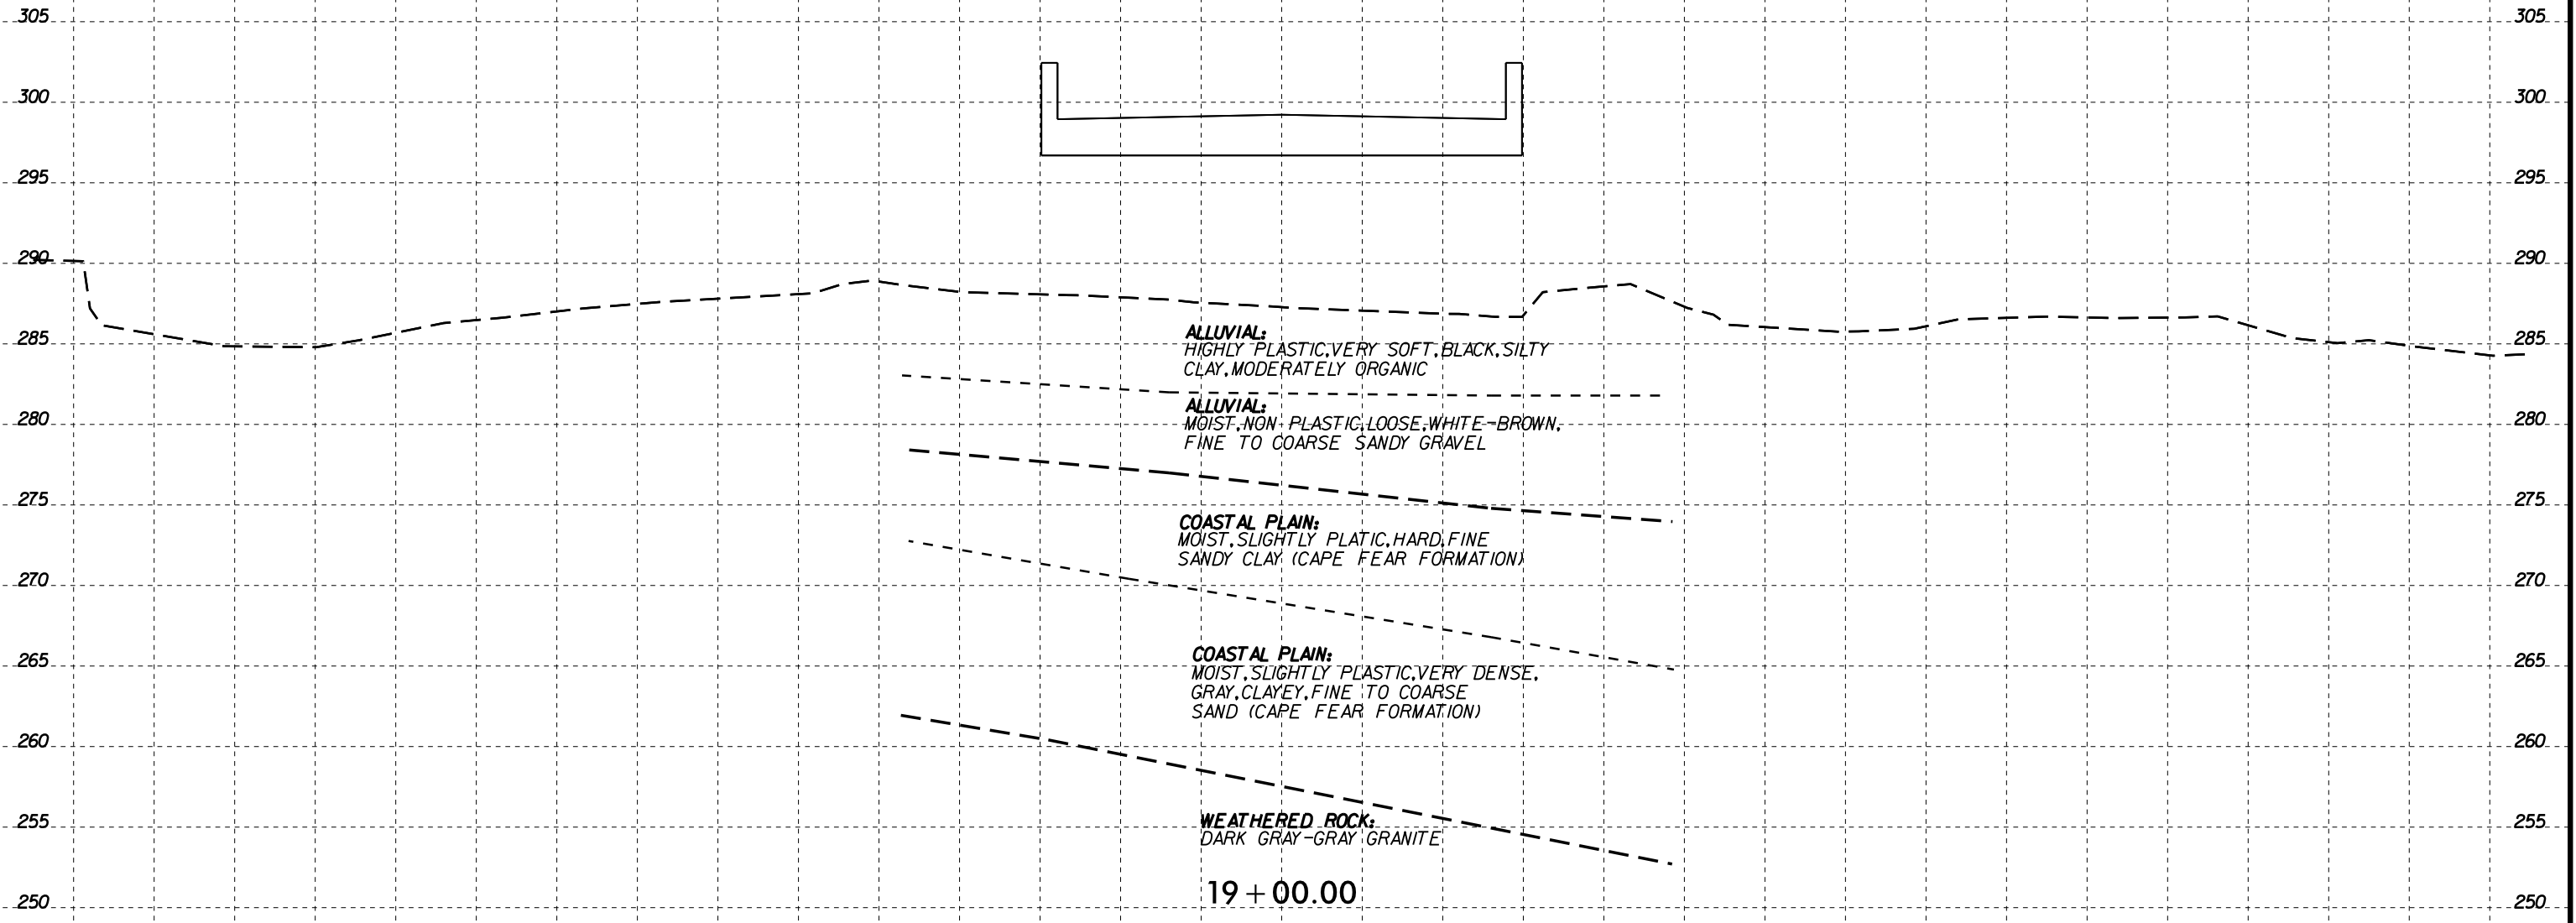 305 305
300 300
295 295
290 290
ALLUVIAL:
285 HIGHLY PLASTIC,VERY SOFT,BLACK,SILTY 285
CLAY,MODERATELY ORGANIC
ALLUVIAL:
280 MOIST,NON PLASTIC,LOOSE,WHITE-BROWN, 280
FINE TO COARSE SANDY GRAVEL
275 275
COASTAL PLAIN:
MOIST,SLIGHTLY PLATIC,HARD,FINE
SANDY CLAY (CAPE FEAR FORMATION)
270 270
COASTAL PLAIN:
265 265
MOIST,SLIGHTLY PLASTIC,VERY DENSE,
GRAY,CLAYEY,FINE TO COARSE
SAND (CAPE FEAR FORMATION)
260 260
255 WEATHERED ROCK: 255
DARK GRAY-GRAY GRANITE
19+00.00
250 250